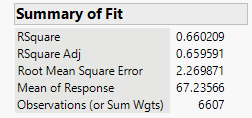 Summary of Fit
RSquare 0.660209
RSquare Adj 0.659591
Root Mean Square Error 2.269871
Mean of Response 67.23566
Observations (or Sum Wgts) 6607